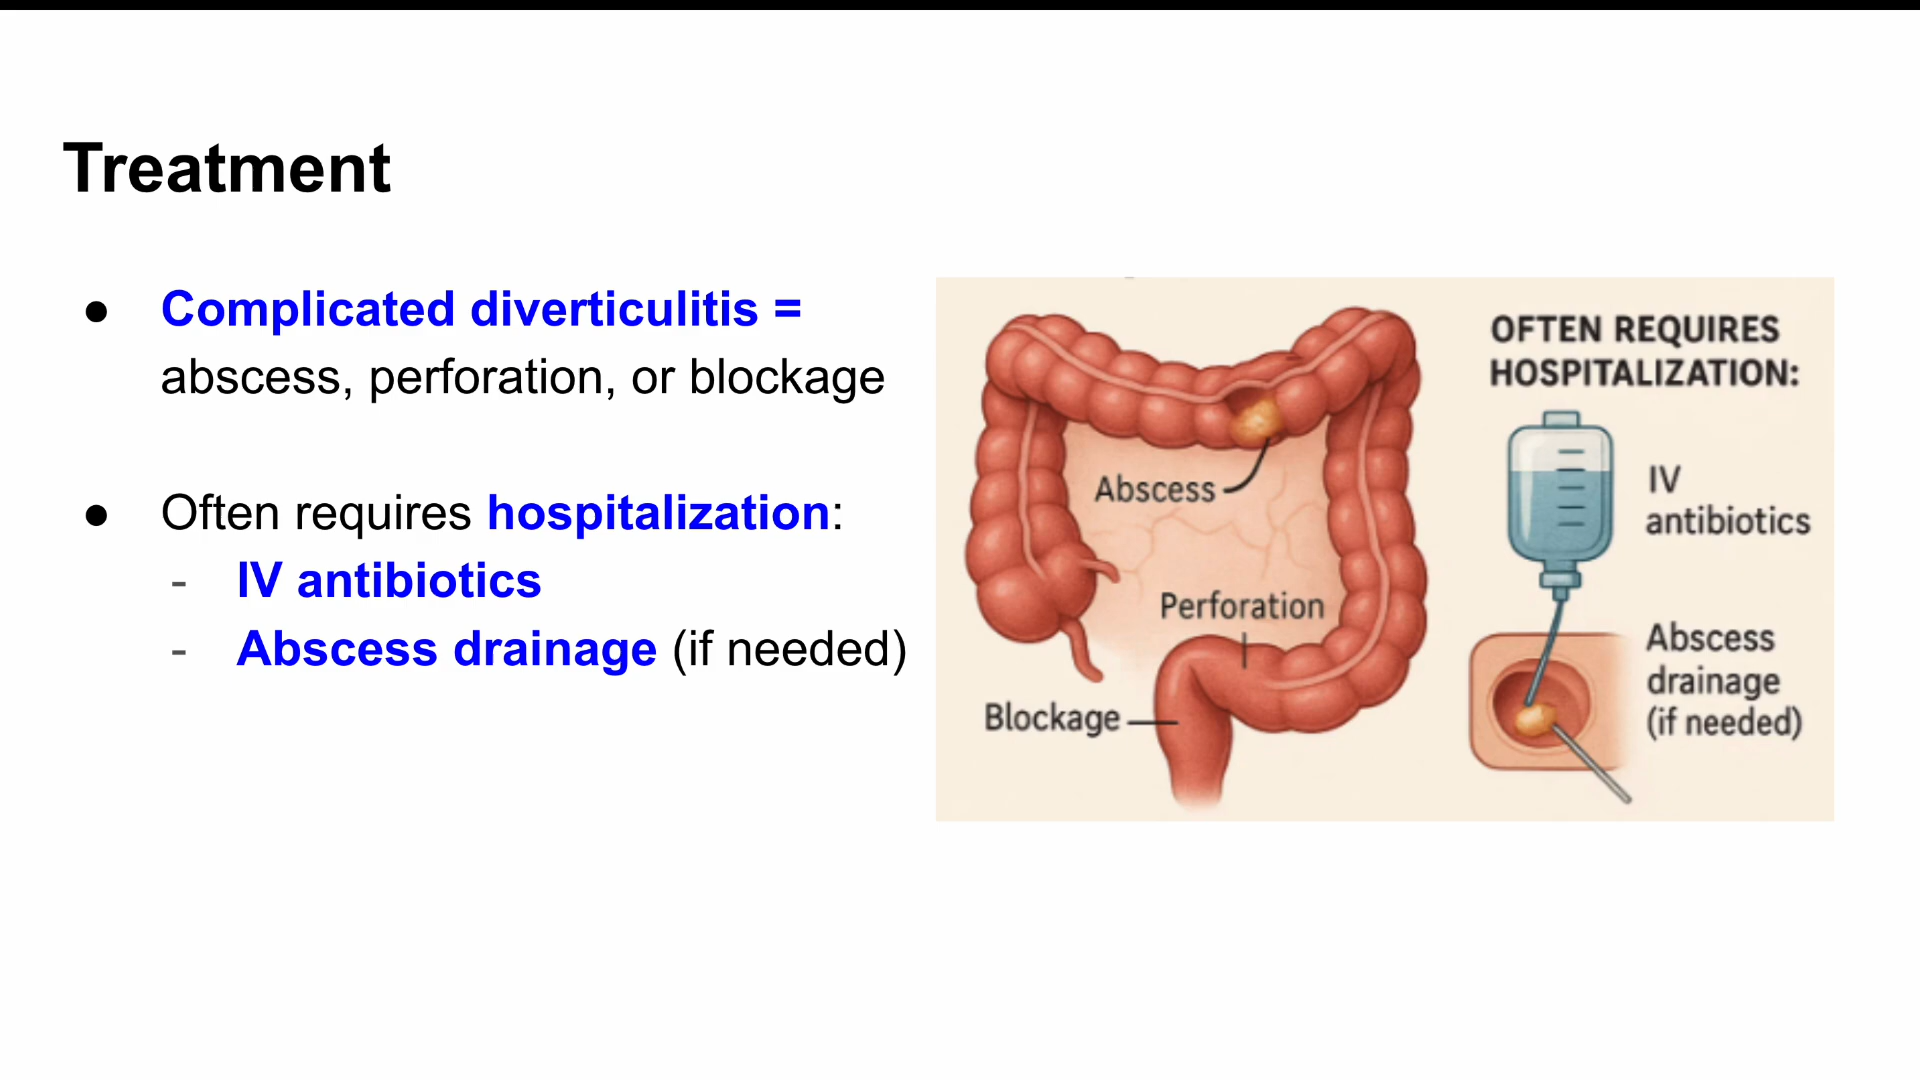 Treatment
● Complicated diverticulitis =
abscess, perforation, or blockage
● Often requires hospitalization:
- IV antibiotics
- Abscess drainage (if needed)
Abscess
Perforation
Blockage
OFTEN REQUIRES
HOSPITALIZATION:
IV
antibiotics
Abscess
drainage
(if needed)